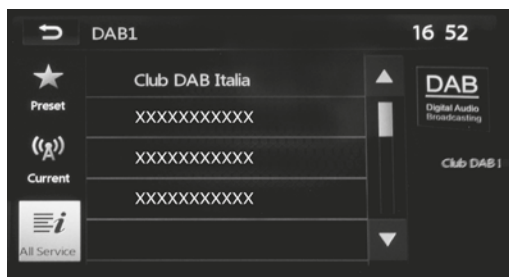 DAB1
16 52
Preset
Current
All Service
Club DAB Italia
XXXXXXXXXXX
XXXXXXXXXXX
XXXXXXXXXXX
DAB
Digital Audio
Broadcasting
Club DAB I